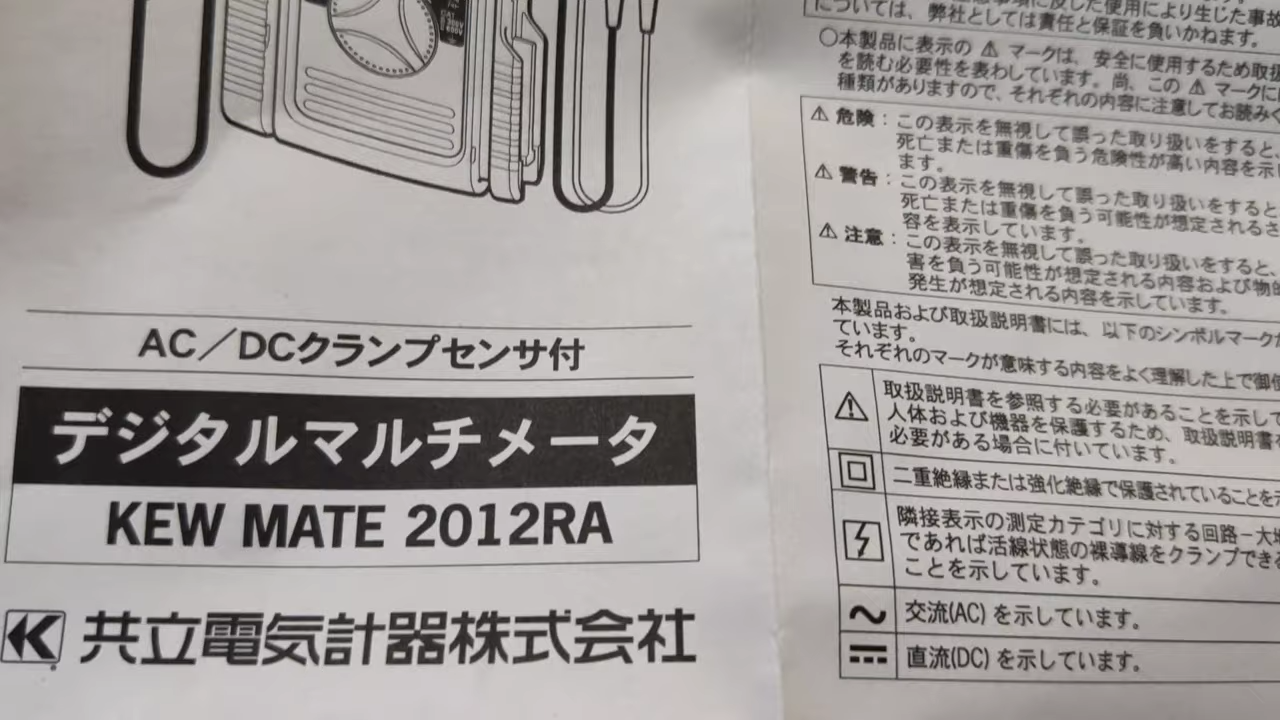 AC／DCクランプセンサ付
デジタルマルチメータ
KEW MATE 2012RA
共立電気計器株式会社
に反した使用により生じた事故
については、弊社としては責任と保証を負いかねます。
○本製品に表示の ⚠ マークは、安全に使用するため取扱
を読む必要性を表わしています。尚、この ⚠ マークに
種類がありますので、それぞれの内容に注意してお読みく
⚠ 危険：この表示を無視して誤った取り扱いをすると、
死亡または重傷を負う危険性が高い内容を示し
ます。
⚠ 警告：この表示を無視して誤った取り扱いをすると、
死亡または重傷を負う可能性が想定される
容を表示しています。
⚠ 注意：この表示を無視して誤った取り扱いをすると、
害を負う可能性が想定される内容および物的
発生が想定される内容を示しています。
本製品および取扱説明書には、以下のシンボルマークが
ています。
それぞれのマークが意味する内容をよく理解した上で御使
取扱説明書を参照する必要があることを示して
人体および機器を保護するため、取扱説明書
必要がある場合に付いています。
二重絶縁または強化絶縁で保護されていることを示
隣接表示の測定カテゴリに対する回路－大地
であれば活線状態の裸導線をクランプできる
ことを示しています。
交流(AC) を示しています。
直流(DC) を示しています。